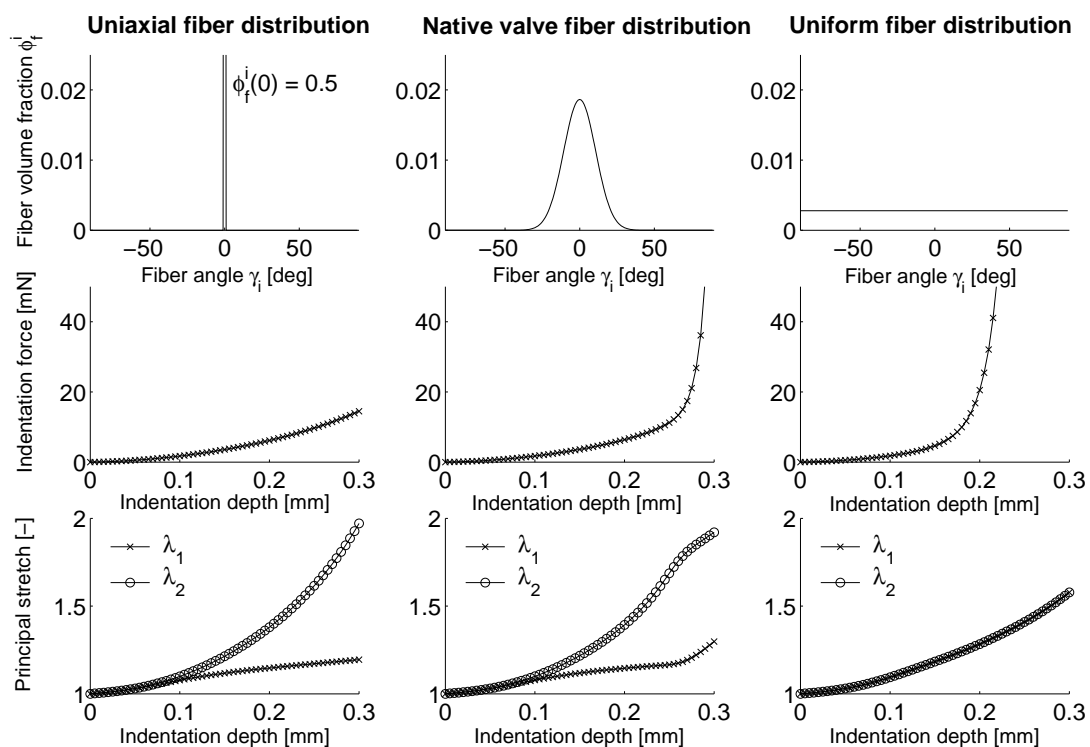 Uniaxial fiber distribution
Native valve fiber distribution
Uniform fiber distribution
Fiber volume fraction ϕ_f^i
0.02
0.01
0
−50 0 50
Fiber angle γ_i [deg]
ϕ_f^i(0) = 0.5
0.02
0.01
0
−50 0 50
Fiber angle γ_i [deg]
0.02
0.01
0
−50 0 50
Fiber angle γ_i [deg]
Indentation force [mN]
40
20
0
0 0.1 0.2 0.3
Indentation depth [mm]
40
20
0
0 0.1 0.2 0.3
Indentation depth [mm]
40
20
0
0 0.1 0.2 0.3
Indentation depth [mm]
Principal stretch [−]
2
1.5
1
0 0.1 0.2 0.3
Indentation depth [mm]
λ_1
λ_2
2
1.5
1
0 0.1 0.2 0.3
Indentation depth [mm]
λ_1
λ_2
2
1.5
1
0 0.1 0.2 0.3
Indentation depth [mm]
λ_1
λ_2